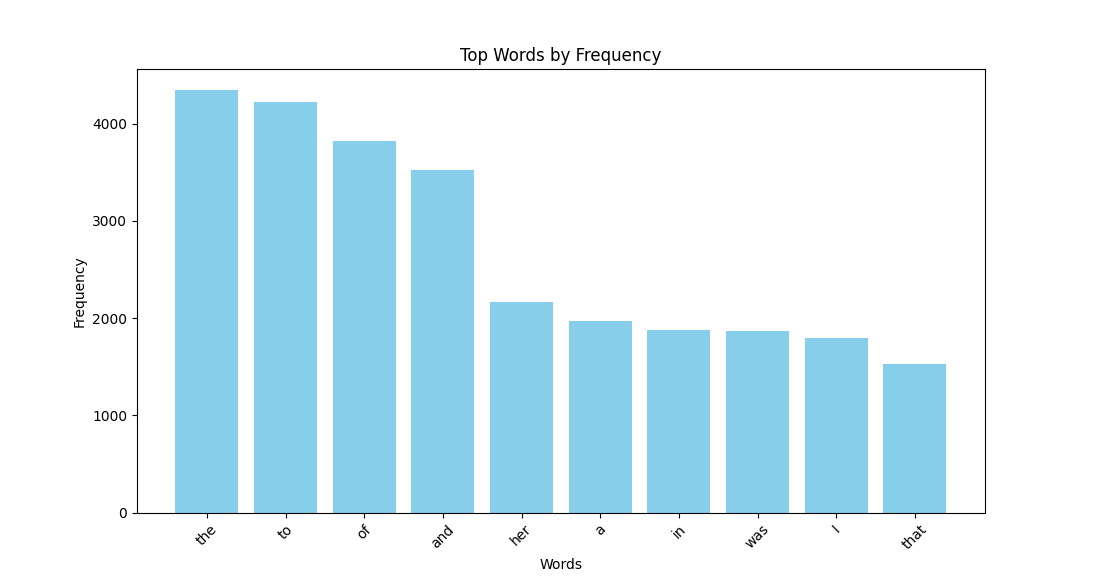 Top Words by Frequency
4000
3000
2000
1000
0
Frequency
the
to
of
and
her
a
in
was
I
that
Words